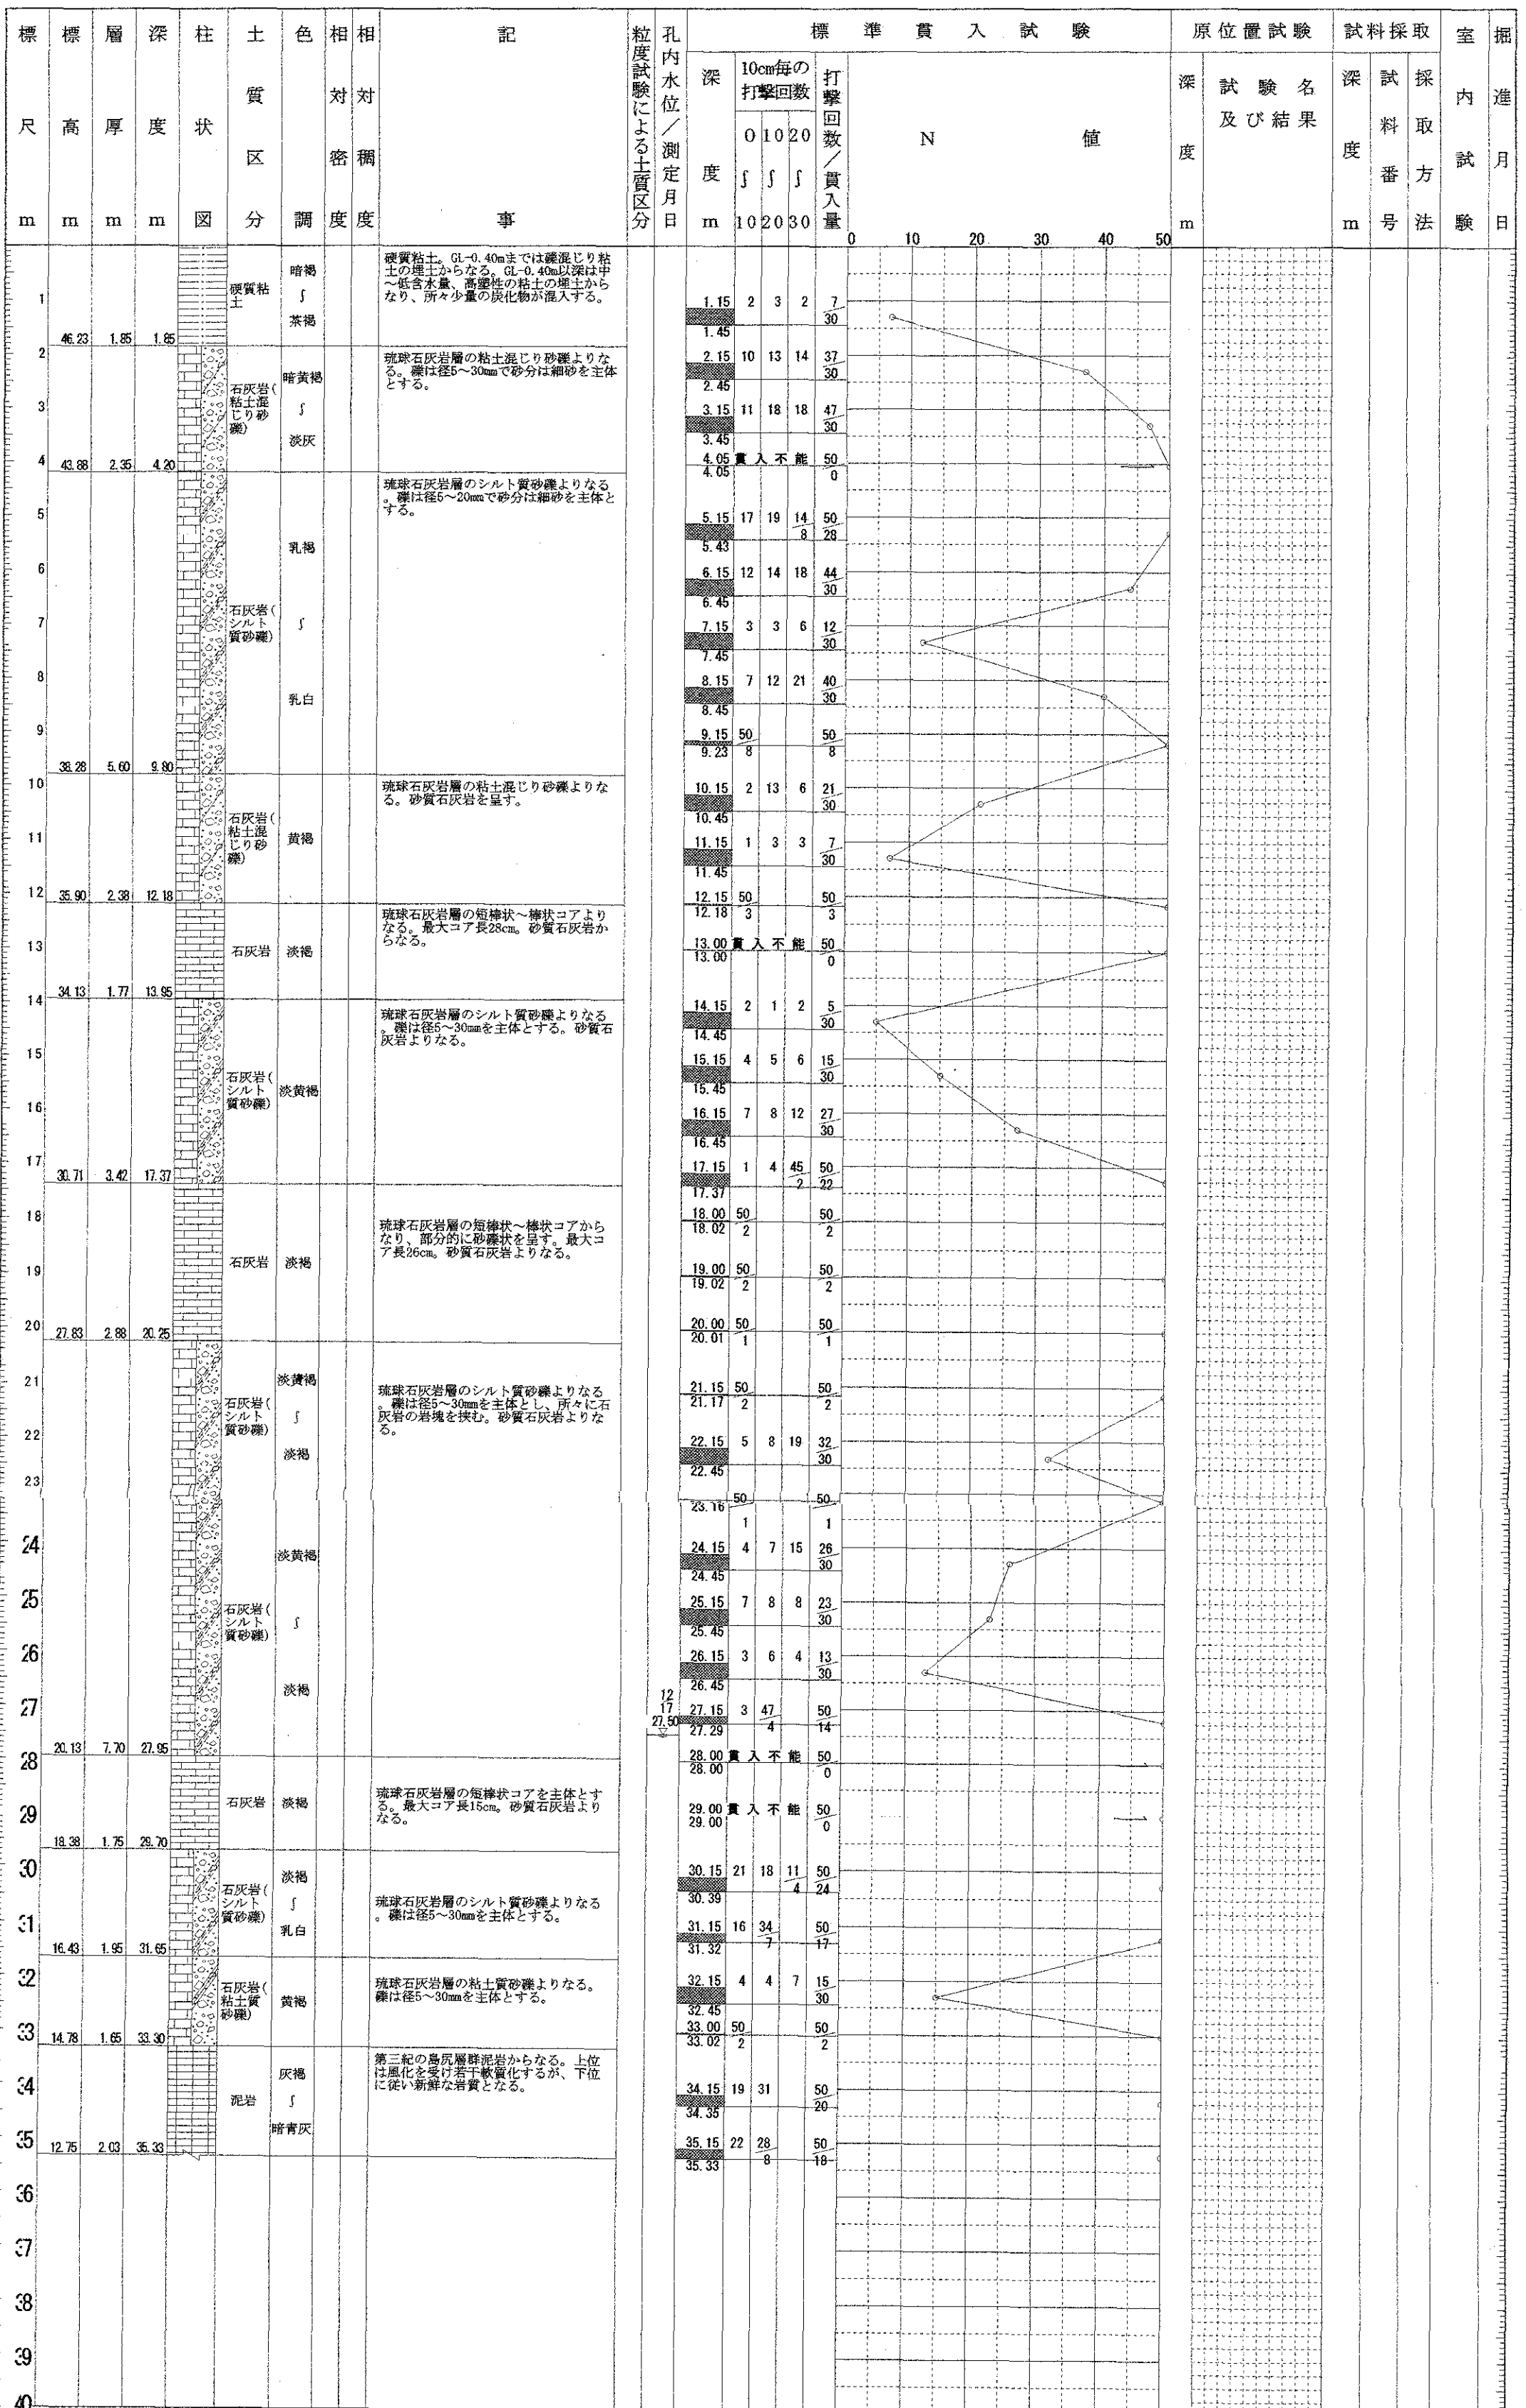 標尺 m
標高 m
層厚 m
深度 m
柱状図
土質区分
色調
相対密度
相対稠度
記事
粒度試験による土質区分
孔内水位/測定月日
標準貫入試験
深度 m
10cm毎の打撃回数
0 10 20
∫ ∫ ∫
10 20 30
打撃回数/貫入量
N 値
0 10 20 30 40 50
原位置試験
深度 m
試験名及び結果
試料採取
深度 m
試料番号
採取方法
室内試験
掘進月日
1
2
3
4
5
6
7
8
9
10
11
12
13
14
15
16
17
18
19
20
21
22
23
24
25
26
27
28
29
30
31
32
33
34
35
36
37
38
39
40
46.23 1.85 1.85
硬質粘土
暗褐
∫
茶褐
硬質粘土。GL-0.40mまでは礫混じり粘
土の埋土からなる。GL-0.40m以深は中
~低含水量、高塑性の粘土の埋土から
なり、所々少量の炭化物が混入する。
43.88 2.35 4.20
石灰岩(
粘土混
じり砂
礫)
暗黄褐
∫
淡灰
琉球石灰岩層の粘土混じり砂礫よりな
る。礫は径5~30mmで砂分は細砂を主体
とする。
38.28 5.60 9.80
石灰岩(
シルト
質砂礫)
乳褐
∫
乳白
琉球石灰岩層のシルト質砂礫よりなる
。礫は径5~20mmで砂分は細砂を主体と
する。
35.90 2.38 12.18
石灰岩(
粘土混
じり砂
礫)
黄褐
琉球石灰岩層の粘土混じり砂礫よりな
る。砂質石灰岩を呈す。
34.13 1.77 13.95
石灰岩
淡褐
琉球石灰岩層の短棒状~棒状コアより
なる。最大コア長28cm。砂質石灰岩か
らなる。
30.71 3.42 17.37
石灰岩(
シルト
質砂礫)
淡黄褐
琉球石灰岩層のシルト質砂礫よりなる
。礫は径5~30mmを主体とする。砂質石
灰岩よりなる。
27.83 2.88 20.25
石灰岩
淡褐
琉球石灰岩層の短棒状~棒状コアから
なり、部分的に砂礫状を呈す。最大コ
ア長26cm。砂質石灰岩よりなる。
石灰岩(
シルト
質砂礫)
淡黄褐
∫
淡褐
琉球石灰岩層のシルト質砂礫よりなる
。礫は径5~30mmを主体とし、所々に石
灰岩の岩塊を挟む。砂質石灰岩よりな
る。
20.13 7.70 27.95
石灰岩(
シルト
質砂礫)
淡黄褐
∫
淡褐
18.38 1.75 29.70
石灰岩
淡褐
琉球石灰岩層の短棒状コアを主体とす
る。最大コア長15cm。砂質石灰岩より
なる。
16.43 1.95 31.65
石灰岩(
シルト
質砂礫)
淡褐
∫
乳白
琉球石灰岩層のシルト質砂礫よりなる
。礫は径5~30mmを主体とする。
14.78 1.65 33.30
石灰岩(
粘土質
砂礫)
黄褐
琉球石灰岩層の粘土質砂礫よりなる。
礫は径5~30mmを主体とする。
12.75 2.03 35.33
泥岩
灰褐
∫
暗青灰
第三紀の島尻層群泥岩からなる。上位
は風化を受け若干軟質化するが、下位
に従い新鮮な岩質となる。
12
17
27.50
1.15 2 3 2 7
30
1.45
2.15 10 13 14 37
30
2.45
3.15 11 18 18 47
30
3.45
4.05 貫入不能 50
4.05 0
5.15 17 19 14 50
8 28
5.43
6.15 12 14 18 44
30
6.45
7.15 3 3 6 12
30
7.45
8.15 7 12 21 40
30
8.45
9.15 50 50
9.23 8 8
10.15 2 13 6 21
30
10.45
11.15 1 3 3 7
30
11.45
12.15 50 50
12.18 3 3
13.00 貫入不能 50
13.00 0
14.15 2 1 2 5
30
14.45
15.15 4 5 6 15
30
15.45
16.15 7 8 12 27
30
16.45
17.15 1 4 45 50
2 22
17.37
18.00 50 50
18.02 2 2
19.00 50 50
19.02 2 2
20.00 50 50
20.01 1 1
21.15 50 50
21.17 2 2
22.15 5 8 19 32
30
22.45
50 50
23.16
1 1
24.15 4 7 15 26
30
24.45
25.15 7 8 8 23
30
25.45
26.15 3 6 4 13
30
26.45
27.15 3 47 50
27.29 4 14
28.00 貫入不能 50
28.00 0
29.00 貫入不能 50
29.00 0
30.15 21 18 11 50
4 24
30.39
31.15 16 34 50
31.32 7 17
32.15 4 4 7 15
30
32.45
33.00 50 50
33.02 2 2
34.15 19 31 50
20
34.35
35.15 22 28 50
35.33 8 18